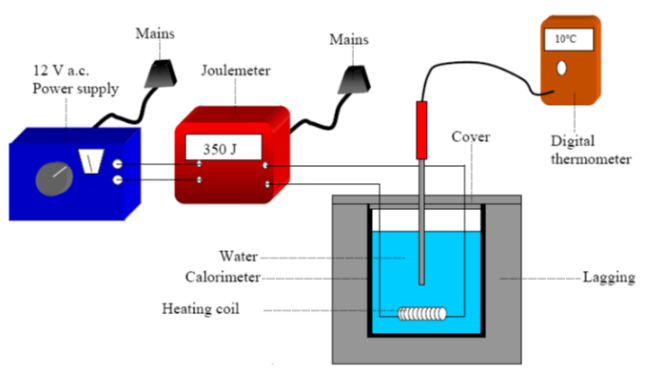 Mains
Mains
12 V a.c.
Power supply
Joulemeter
10°C
350 J
Cover
Digital
thermometer
Water
Calorimeter
Lagging
Heating coil